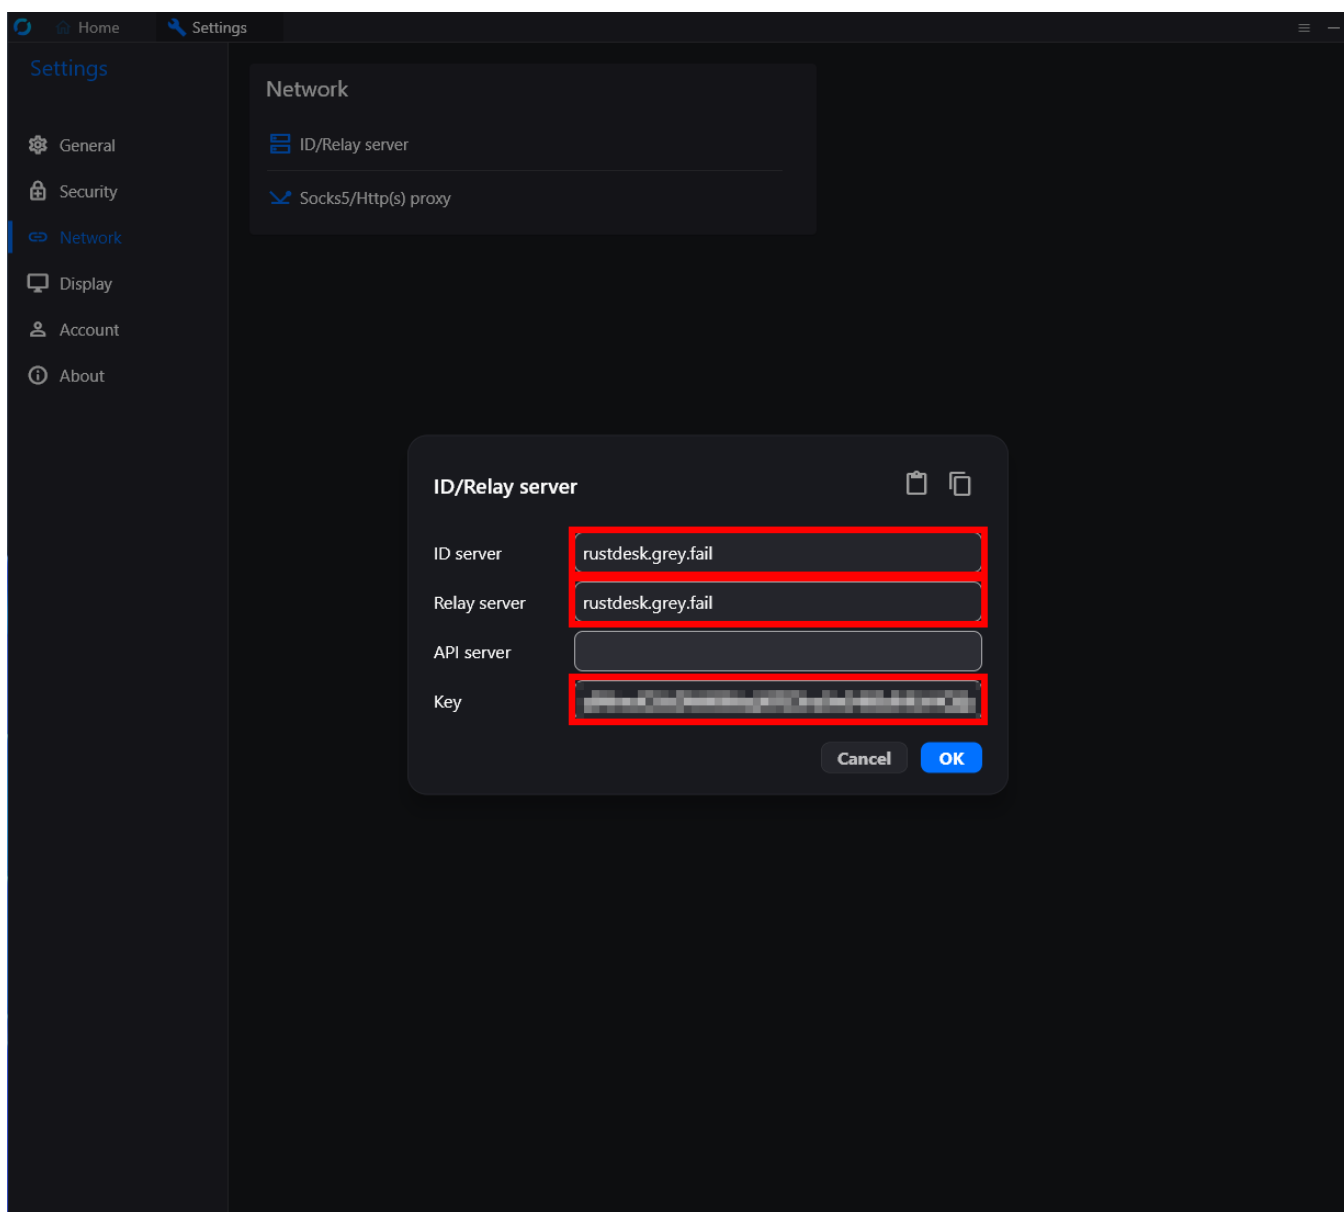 Home
Settings
Settings
General
Security
Network
Display
Account
About
Network
ID/Relay server
Socks5/Http(s) proxy
ID/Relay server
ID server
rustdesk.grey.fail
Relay server
rustdesk.grey.fail
API server
Key
Cancel
OK